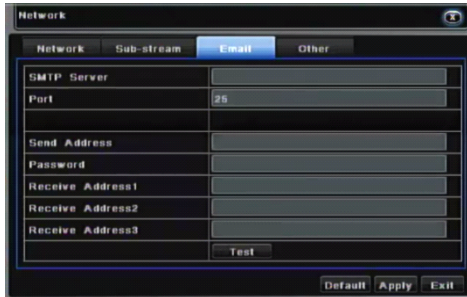 Network
Network Sub-stream Email Other
SMTP Server
Port 25
Send Address
Password
Receive Address1
Receive Address2
Receive Address3
Test
Default Apply Exit